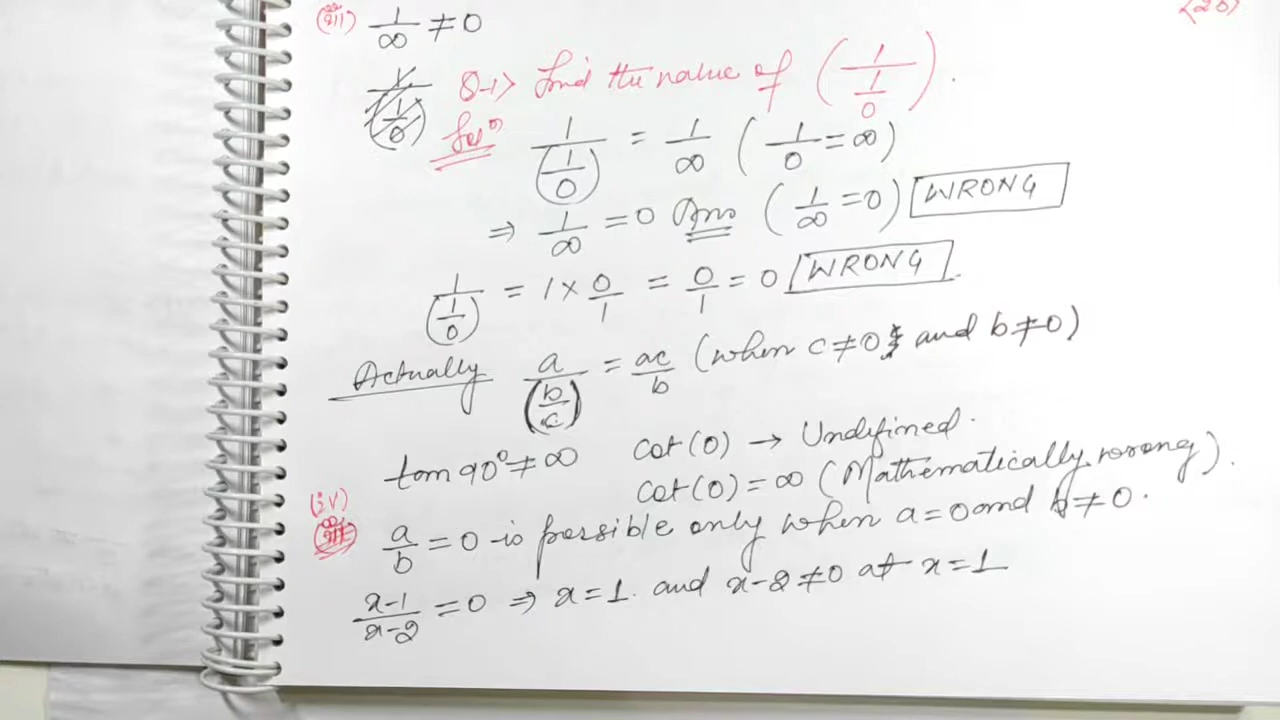 (iii) 1/∞ ≠ 0
Q-1> Find the value of (1/(1/0)).
Solⁿ 1/(1/0) = 1/∞ (1/0 = ∞)
⇒ 1/∞ = 0 Ans (1/∞ = 0) WRONG
1/(1/0) = 1 × 0/1 = 0/1 = 0 WRONG
Actually a/(b/c) = ac/b (when c ≠ 0 and b ≠ 0)
tan 90° ≠ ∞ cot(0) → Undefined.
cot(0) = ∞ (Mathematically wrong).
(iv) a/b = 0 is possible only when a = 0 and b ≠ 0.
x-1/x-2 = 0 ⇒ x = 1. and x-2 ≠ 0 at x = 1